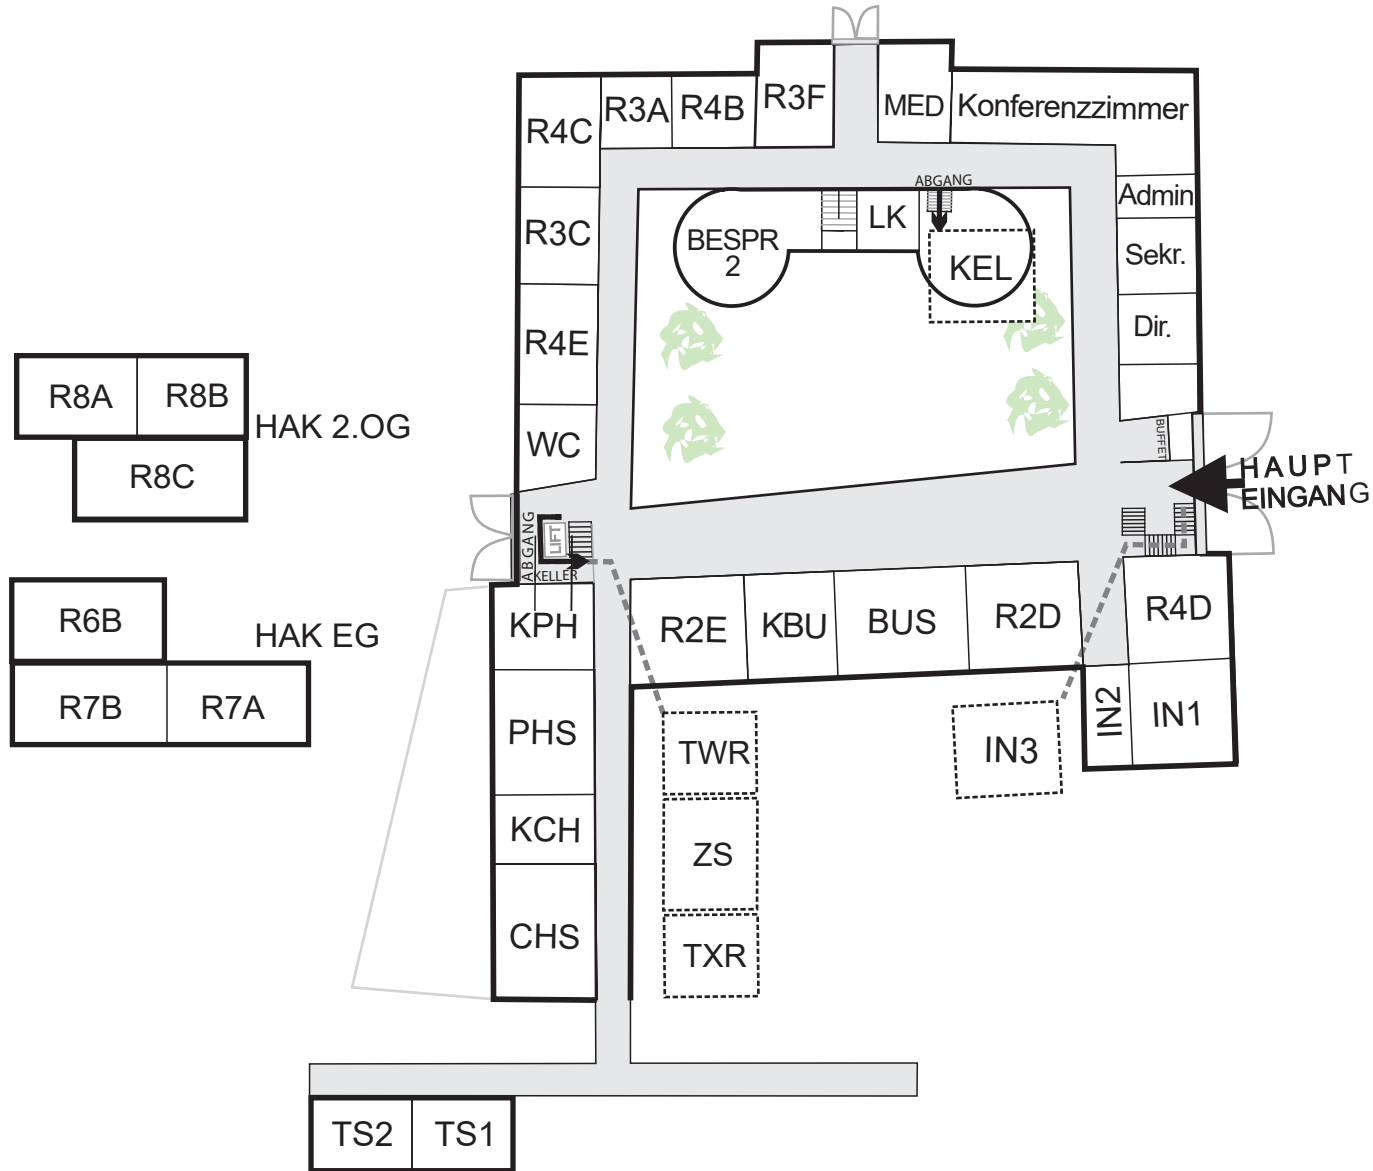 R3F
R3A
R4B
R4C
MED
Konferenzzimmer
ABGANG
Admin
LK
BESPR
2
R3C
KEL
Sekr.
Dir.
R4E
R8A
R8B
HAK 2.OG
R8C
WC
BUFFET
HAUPT
EINGANG
ABGANG
LIFT
KELLER
R6B
HAK EG
R7B
R7A
KPH
R2E
KBU
BUS
R2D
R4D
PHS
TWR
IN3
IN2
IN1
KCH
ZS
CHS
TXR
TS2
TS1